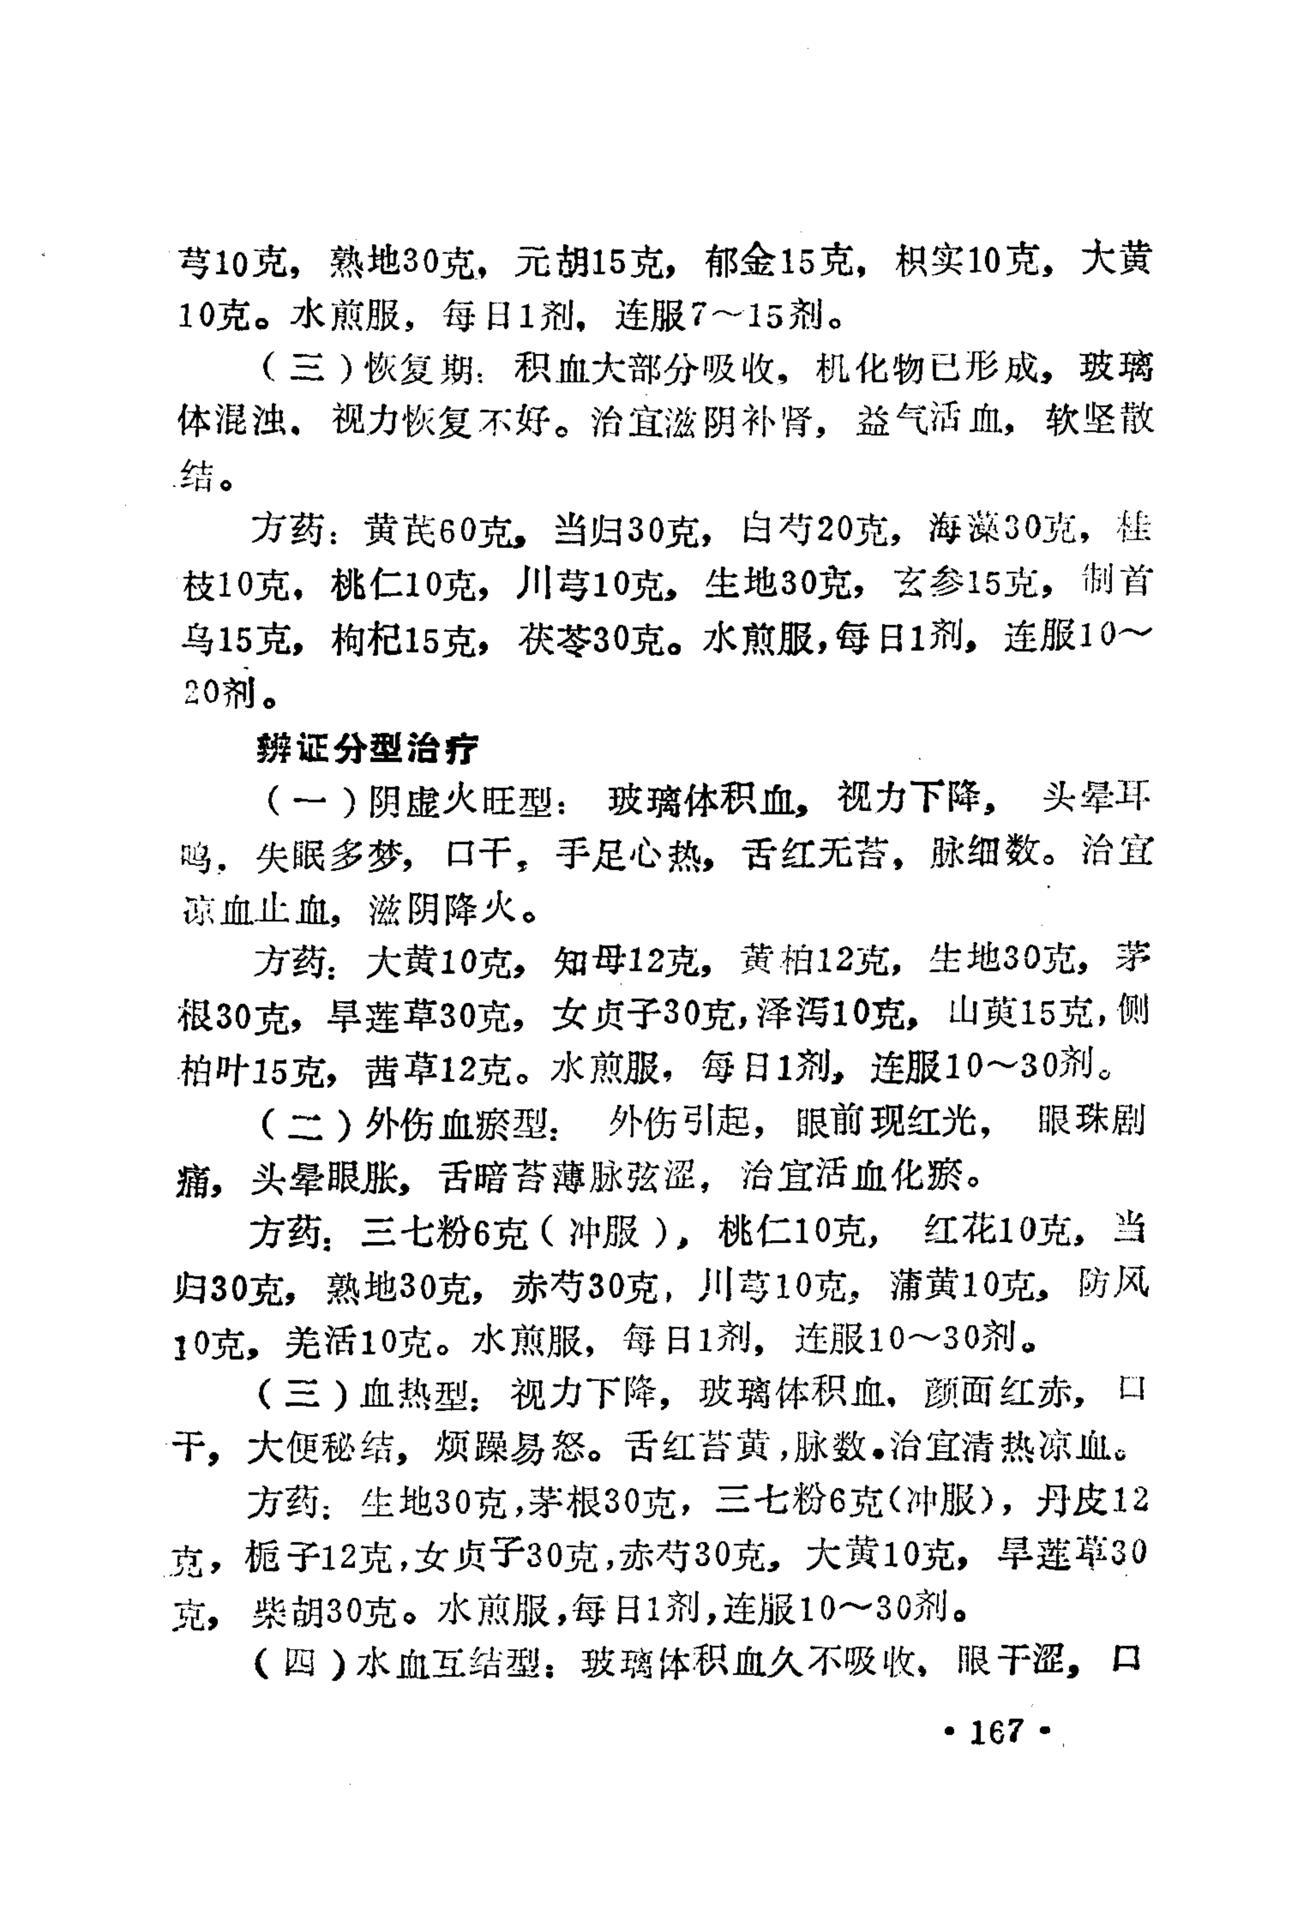 芎10克，熟地30克，元胡15克，郁金15克，枳实10克，大黄
10克。水煎服，每日1剂，连服7～15剂。
（三）恢复期：积血大部分吸收，机化物已形成，玻璃
体混浊，视力恢复不好。治宜滋阴补肾，益气活血，软坚散
结。
方药：黄芪60克，当归30克，白芍20克，海藻30克，桂
枝10克，桃仁10克，川芎10克，生地30克，玄参15克，制首
乌15克，枸杞15克，茯苓30克。水煎服，每日1剂，连服10～
20剂。
辨证分型治疗
（一）阴虚火旺型：玻璃体积血，视力下降，头晕耳
鸣，失眠多梦，口干，手足心热，舌红无苔，脉细数。治宜
凉血止血，滋阴降火。
方药：大黄10克，知母12克，黄柏12克，生地30克，茅
根30克，旱莲草30克，女贞子30克，泽泻10克，山萸15克，侧
柏叶15克，茜草12克。水煎服，每日1剂，连服10～30剂。
（二）外伤血瘀型：外伤引起，眼前现红光，眼珠剧
痛，头晕眼胀，舌暗苔薄脉弦涩，治宜活血化瘀。
方药：三七粉6克（冲服），桃仁10克，红花10克，当
归30克，熟地30克，赤芍30克，川芎10克，蒲黄10克，防风
10克，羌活10克。水煎服，每日1剂，连服10～30剂。
（三）血热型：视力下降，玻璃体积血，颜面红赤，口
干，大便秘结，烦躁易怒。舌红苔黄，脉数。治宜清热凉血。
方药：生地30克，茅根30克，三七粉6克（冲服），丹皮12
克，栀子12克，女贞子30克，赤芍30克，大黄10克，旱莲草30
克，柴胡30克。水煎服，每日1剂，连服10～30剂。
（四）水血互结型：玻璃体积血久不吸收，眼干涩，口
·167·